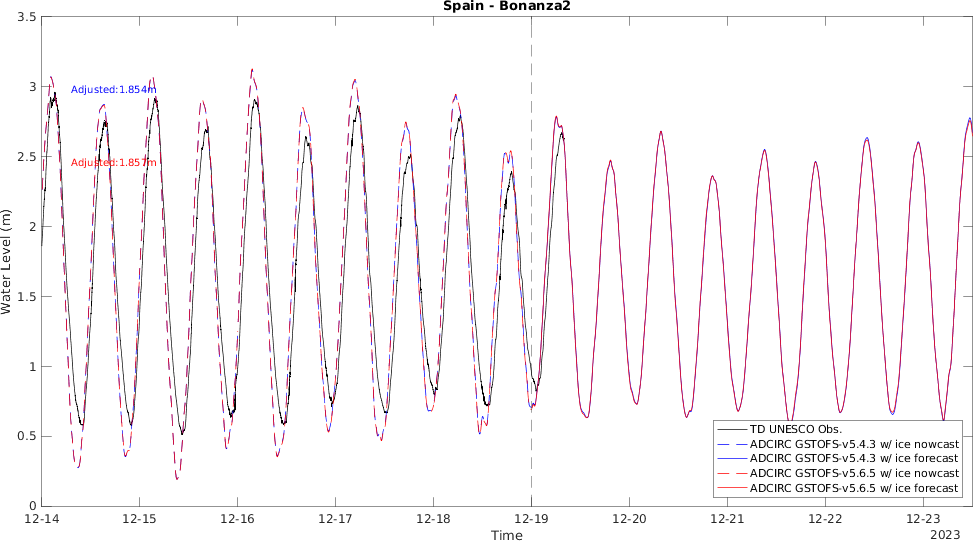 Spain - Bonanza2
3.5
3
2.5
2
1.5
1
0.5
0
Water Level (m)
Adjusted:1.854m
Adjusted:1.857m
TD UNESCO Obs.
ADCIRC GSTOFS-v5.4.3 w/ ice nowcast
ADCIRC GSTOFS-v5.4.3 w/ ice forecast
ADCIRC GSTOFS-v5.6.5 w/ ice nowcast
ADCIRC GSTOFS-v5.6.5 w/ ice forecast
12-14 12-15 12-16 12-17 12-18 12-19 12-20 12-21 12-22 12-23
Time
2023